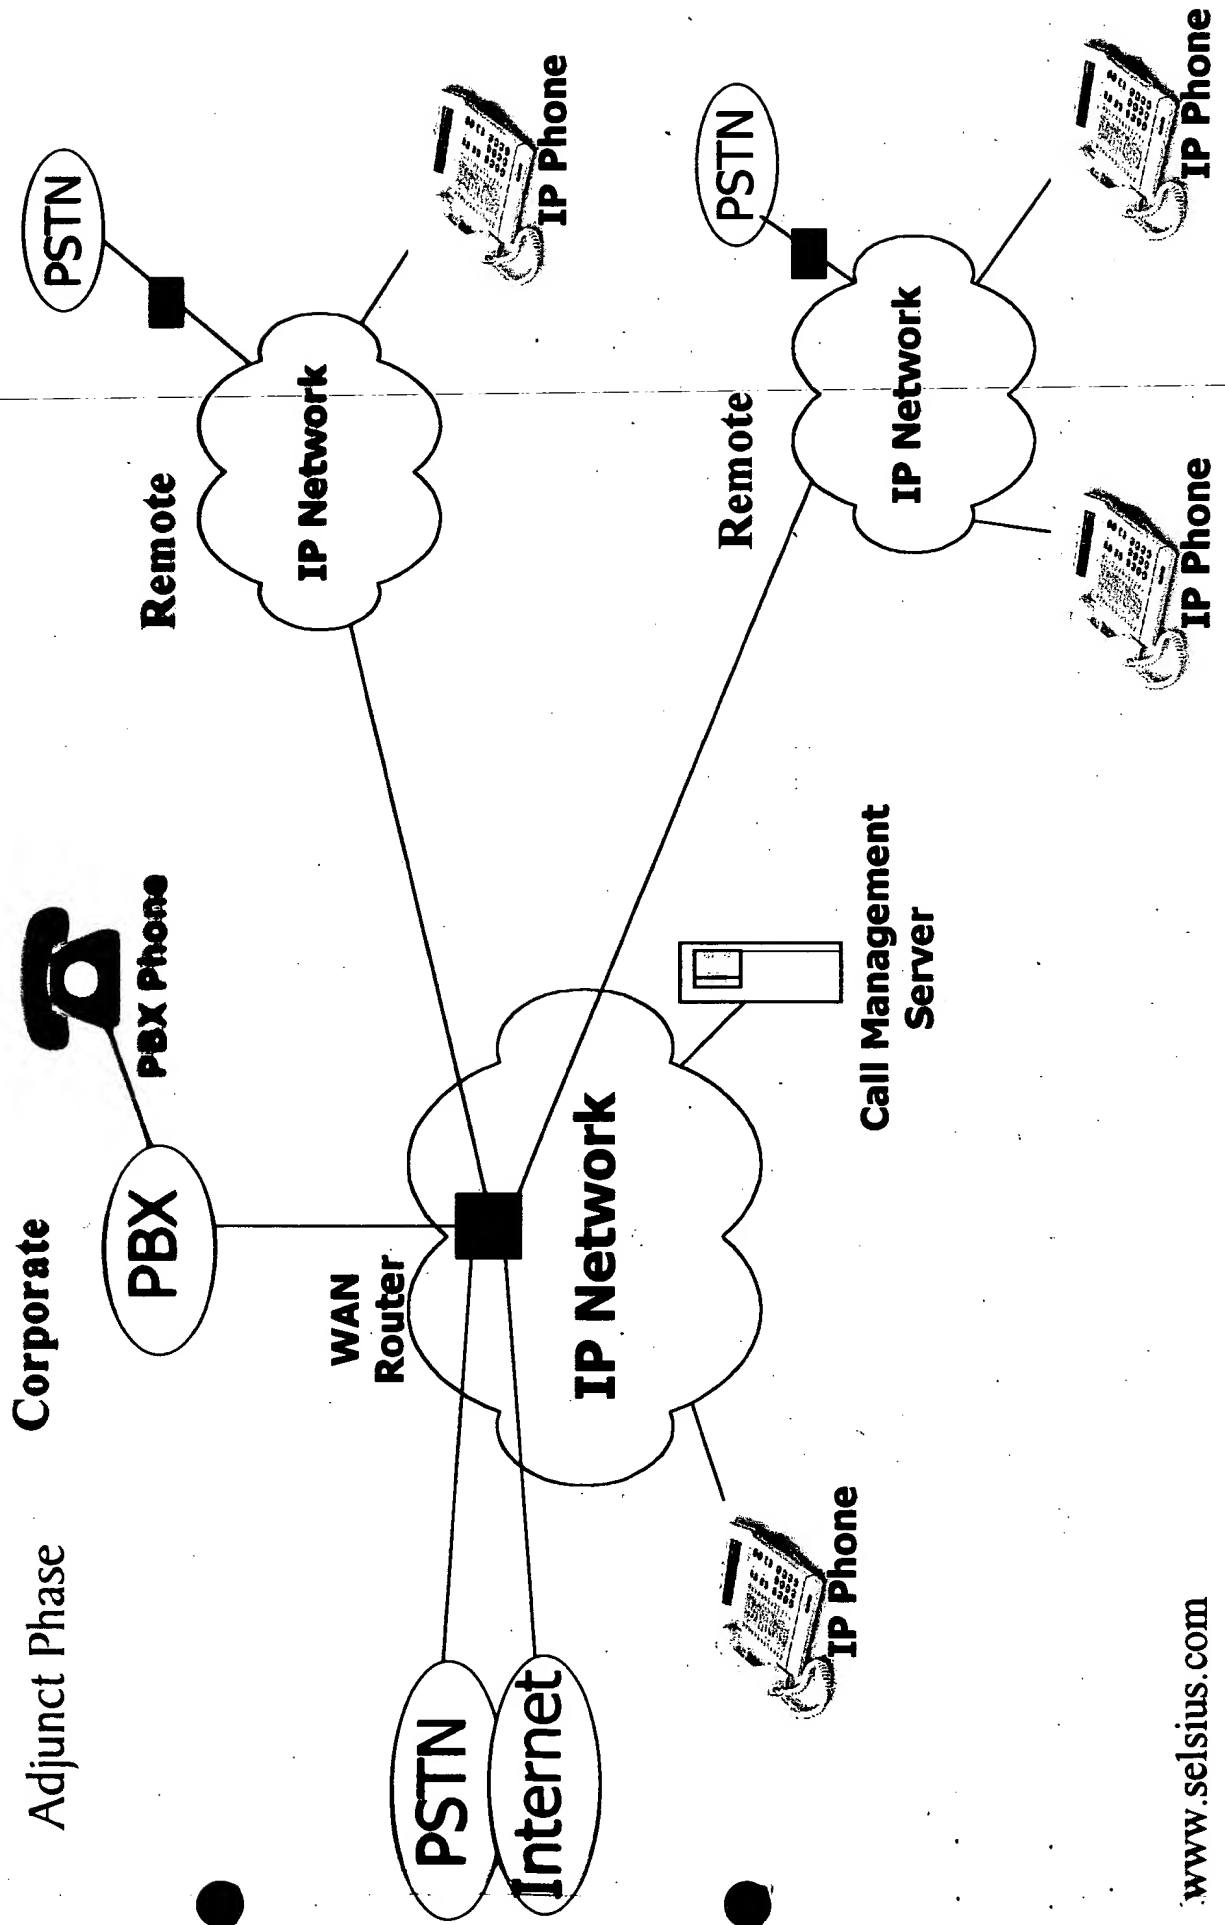 Adjunct Phase
Corporate
PBX
PBX Phone
PSTN
Remote
IP Network
IP Phone
WAN
Router
PSTN
Internet
IP Network
IP Phone
Call Management
Server
Remote
PSTN
IP Network
IP Phone
IP Phone
www.selsius.com